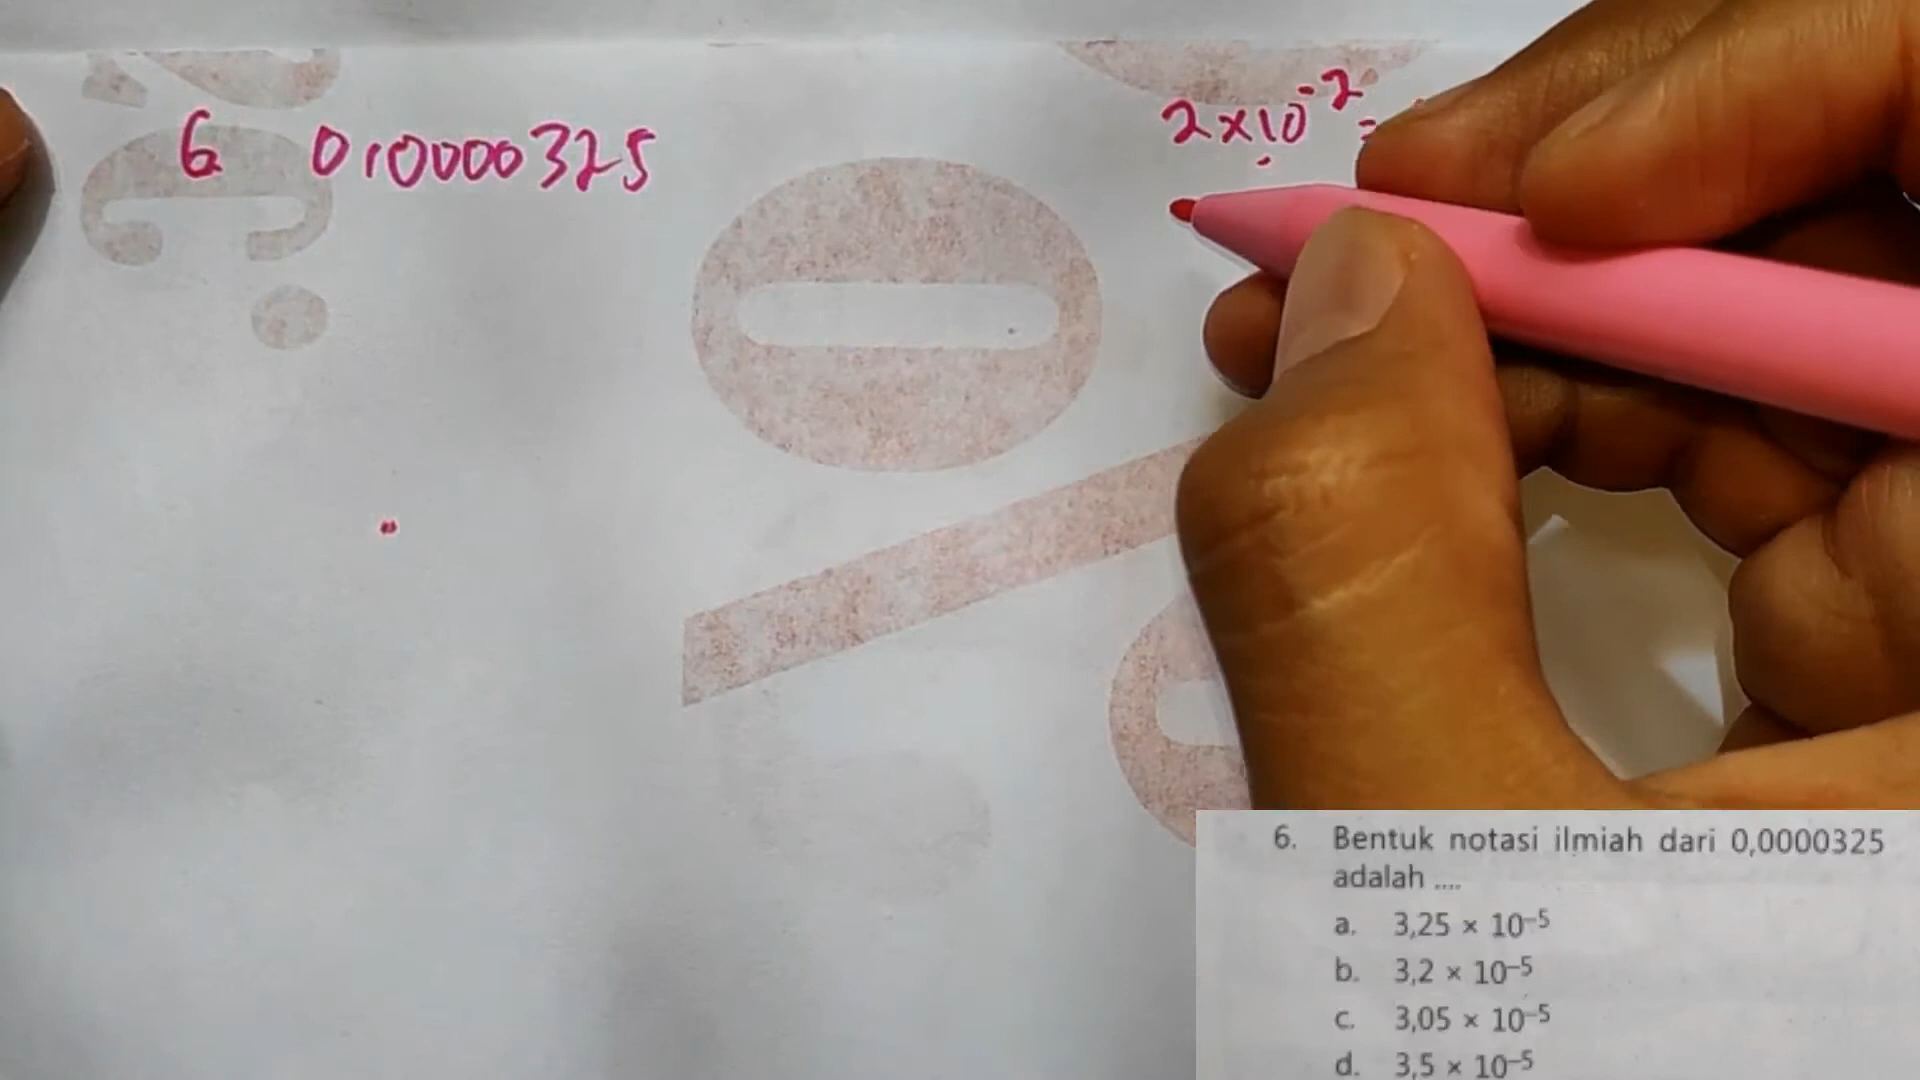 6. 0,0000325
2×10⁻² =
6. Bentuk notasi ilmiah dari 0,0000325
adalah ....
a. 3,25 × 10⁻⁵
b. 3,2 × 10⁻⁵
c. 3,05 × 10⁻⁵
d. 3,5 × 10⁻⁵